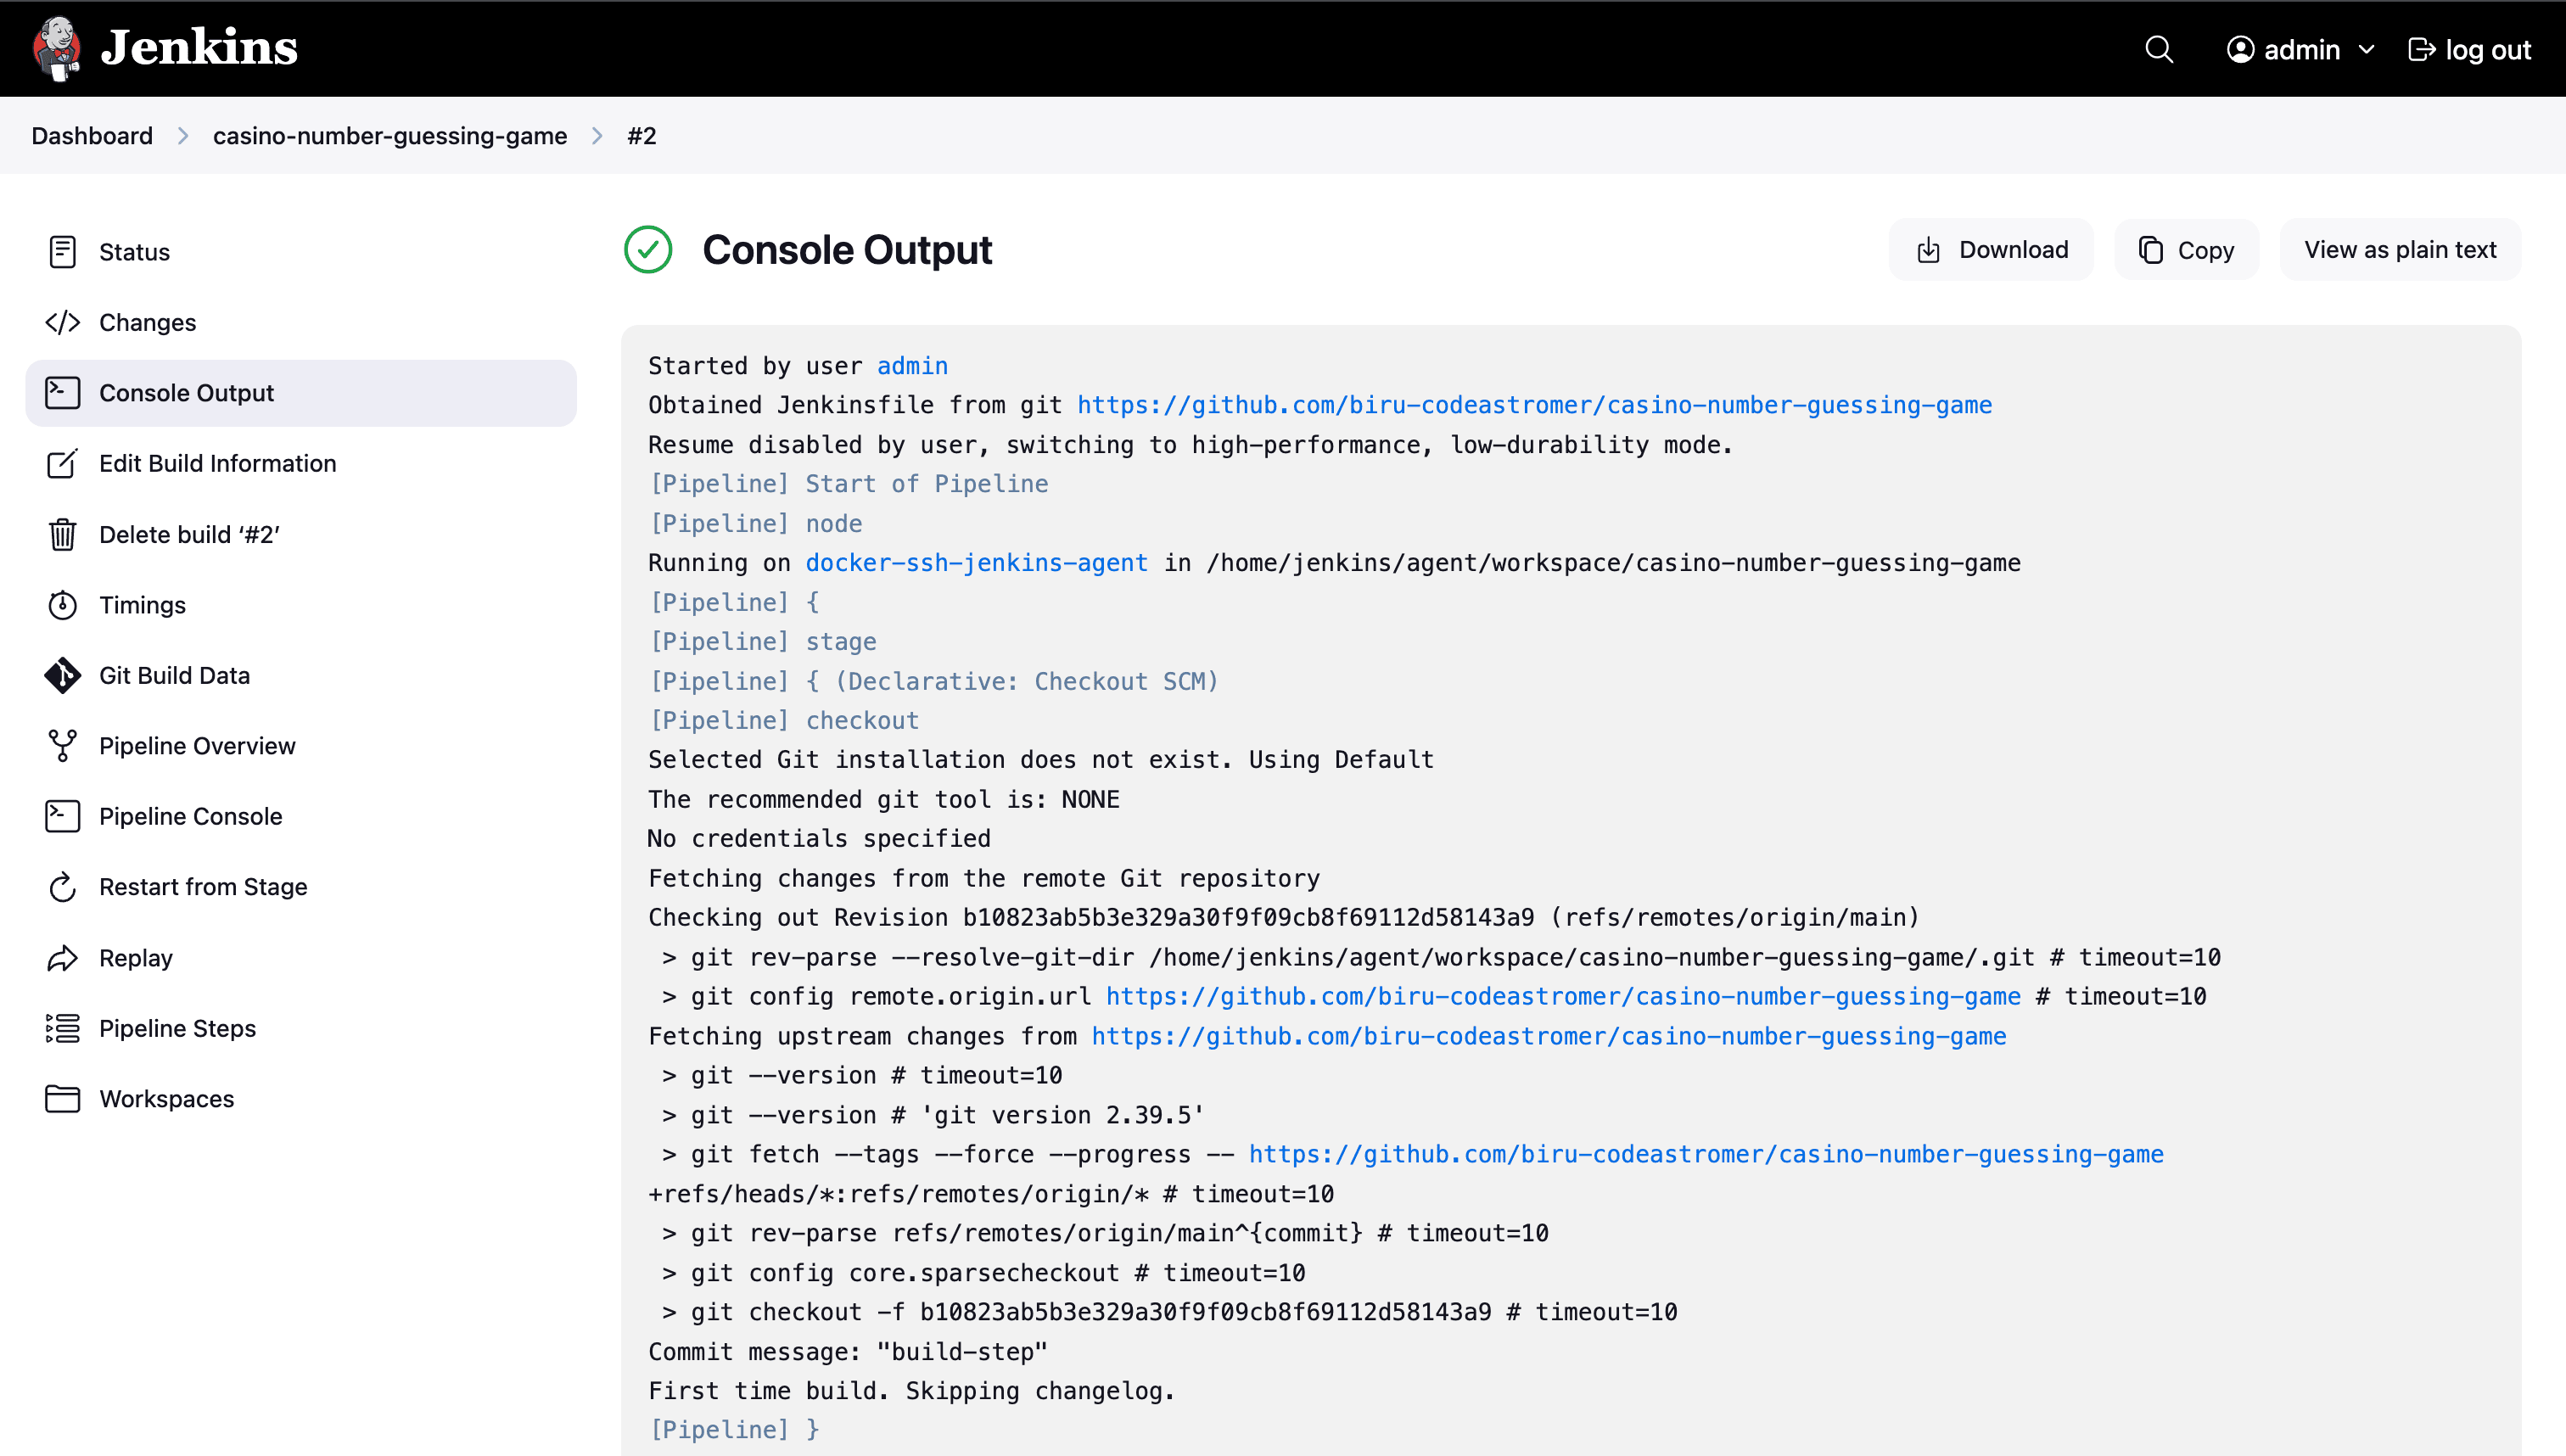 Jenkins
admin
log out
Dashboard
casino-number-guessing-game
#2
Status
Changes
Console Output
Edit Build Information
Delete build ‘#2’
Timings
Git Build Data
Pipeline Overview
Pipeline Console
Restart from Stage
Replay
Pipeline Steps
Workspaces
Console Output
Download
Copy
View as plain text
Started by user admin
Obtained Jenkinsfile from git https://github.com/biru-codeastromer/casino-number-guessing-game
Resume disabled by user, switching to high-performance, low-durability mode.
[Pipeline] Start of Pipeline
[Pipeline] node
Running on docker-ssh-jenkins-agent in /home/jenkins/agent/workspace/casino-number-guessing-game
[Pipeline] {
[Pipeline] stage
[Pipeline] { (Declarative: Checkout SCM)
[Pipeline] checkout
Selected Git installation does not exist. Using Default
The recommended git tool is: NONE
No credentials specified
Fetching changes from the remote Git repository
Checking out Revision b10823ab5b3e329a30f9f09cb8f69112d58143a9 (refs/remotes/origin/main)
 > git rev-parse --resolve-git-dir /home/jenkins/agent/workspace/casino-number-guessing-game/.git # timeout=10
 > git config remote.origin.url https://github.com/biru-codeastromer/casino-number-guessing-game # timeout=10
Fetching upstream changes from https://github.com/biru-codeastromer/casino-number-guessing-game
 > git --version # timeout=10
 > git --version # 'git version 2.39.5'
 > git fetch --tags --force --progress -- https://github.com/biru-codeastromer/casino-number-guessing-game
+refs/heads/*:refs/remotes/origin/* # timeout=10
 > git rev-parse refs/remotes/origin/main^{commit} # timeout=10
 > git config core.sparsecheckout # timeout=10
 > git checkout -f b10823ab5b3e329a30f9f09cb8f69112d58143a9 # timeout=10
Commit message: "build-step"
First time build. Skipping changelog.
[Pipeline] }